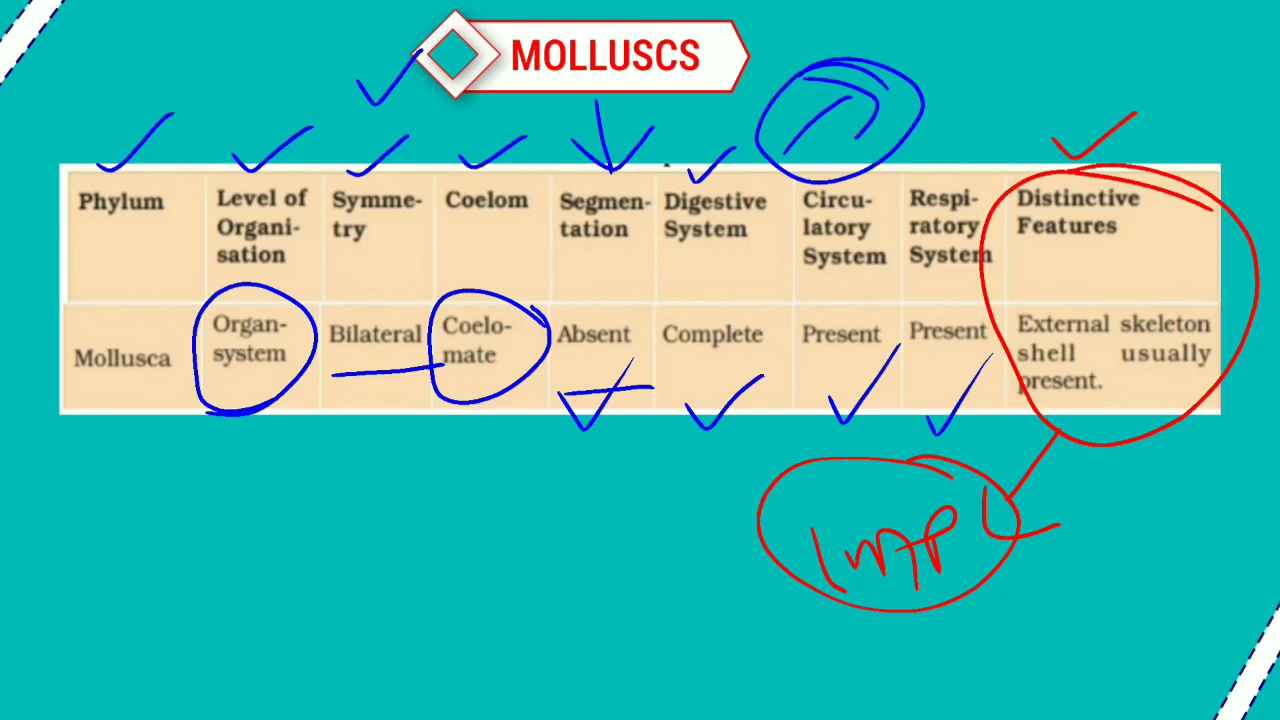 MOLLUSCS
Phylum
Level of
Organi-
sation
Symme-
try
Coelom
Segmen-
tation
Digestive
System
Circu-
latory
System
Respi-
ratory
System
Distinctive
Features
Mollusca
Organ-
system
Bilateral
Coelo-
mate
Absent
Complete
Present
Present
External skeleton
shell usually
present.
Imp